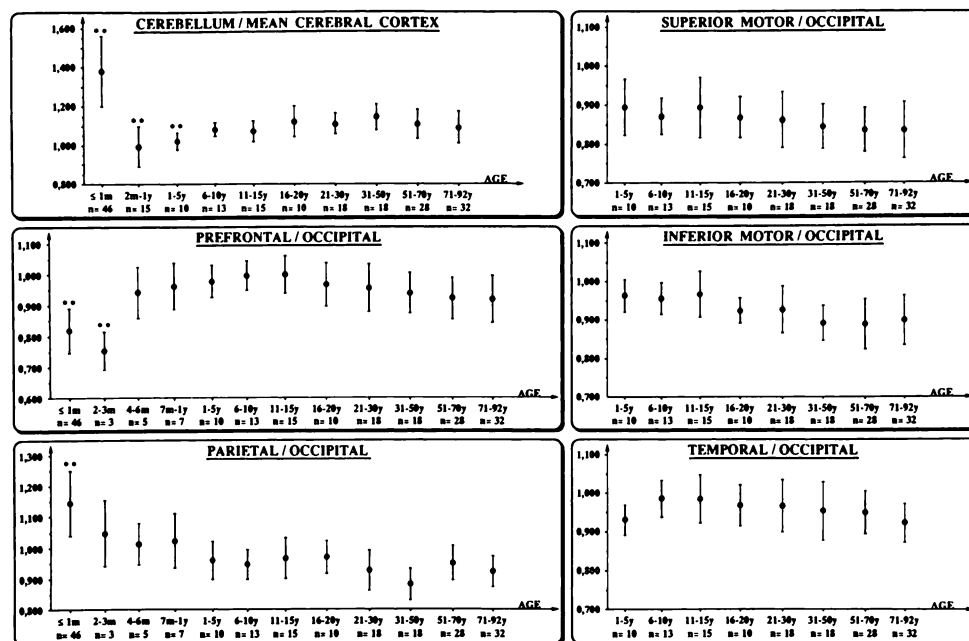 CEREBELLUM / MEAN CEREBRAL CORTEX
1,600
1,400
1,200
1,000
0,800
AGE
≤ 1m 2m-1y 1-5y 6-10y 11-15y 16-20y 21-30y 31-50y 51-70y 71-92y
n= 46 n= 15 n= 10 n= 13 n= 15 n= 10 n= 18 n= 18 n= 28 n= 32
PREFRONTAL / OCCIPITAL
1,100
1,000
0,900
0,800
0,700
0,600
AGE
≤ 1m 2-3m 4-6m 7m-1y 1-5y 6-10y 11-15y 16-20y 21-30y 31-50y 51-70y 71-92y
n= 46 n= 3 n= 5 n= 7 n= 10 n= 13 n= 15 n= 10 n= 18 n= 18 n= 28 n= 32
PARIETAL / OCCIPITAL
1,300
1,200
1,100
1,000
0,900
0,800
AGE
≤ 1m 2-3m 4-6m 7m-1y 1-5y 6-10y 11-15y 16-20y 21-30y 31-50y 51-70y 71-92y
n= 46 n= 3 n= 5 n= 7 n= 10 n= 13 n= 15 n= 10 n= 18 n= 18 n= 28 n= 32
SUPERIOR MOTOR / OCCIPITAL
1,100
1,000
0,900
0,800
0,700
AGE
1-5y 6-10y 11-15y 16-20y 21-30y 31-50y 51-70y 71-92y
n= 10 n= 13 n= 15 n= 10 n= 18 n= 18 n= 28 n= 32
INFERIOR MOTOR / OCCIPITAL
1,100
1,000
0,900
0,800
0,700
AGE
1-5y 6-10y 11-15y 16-20y 21-30y 31-50y 51-70y 71-92y
n= 10 n= 13 n= 15 n= 10 n= 18 n= 18 n= 28 n= 32
TEMPORAL / OCCIPITAL
1,100
1,000
0,900
0,800
0,700
AGE
1-5y 6-10y 11-15y 16-20y 21-30y 31-50y 51-70y 71-92y
n= 10 n= 13 n= 15 n= 10 n= 18 n= 18 n= 28 n= 32